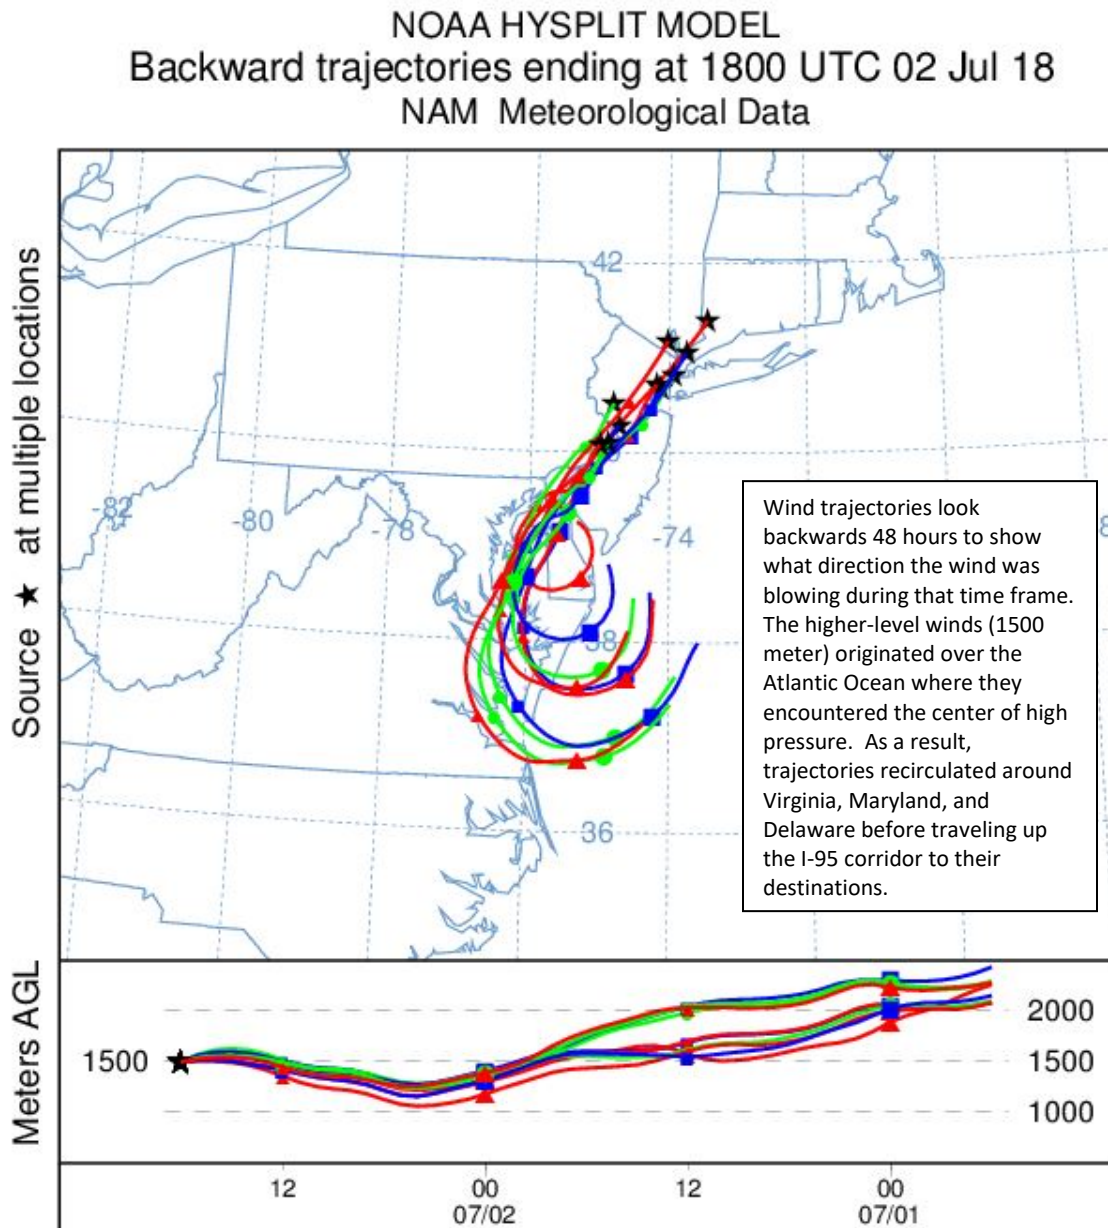 NOAA HYSPLIT MODEL
Backward trajectories ending at 1800 UTC 02 Jul 18
NAM Meteorological Data
Source ★ at multiple locations
42
-82
-80
-78
-74
38
36
Wind trajectories look
backwards 48 hours to show
what direction the wind was
blowing during that time frame.
The higher-level winds (1500
meter) originated over the
Atlantic Ocean where they
encountered the center of high
pressure. As a result,
trajectories recirculated around
Virginia, Maryland, and
Delaware before traveling up
the I-95 corridor to their
destinations.
Meters AGL
1500
2000
1500
1000
12
00
12
00
07/02
07/01